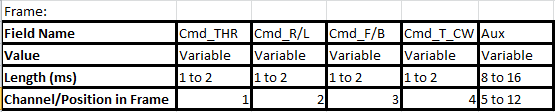 Frame:
Field Name Cmd_THR Cmd_R/L Cmd_F/B Cmd_T_CW Aux
Value Variable Variable Variable Variable Variable
Length (ms) 1 to 2 1 to 2 1 to 2 1 to 2 8 to 16
Channel/Position in Frame 1 2 3 4 5 to 12